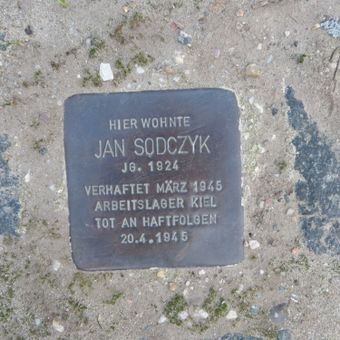 HIER WOHNTE
JAN SODCZYK
JG. 1924
VERHAFTET MÄRZ 1945
ARBEITSLAGER KIEL
TOT AN HAFTFOLGEN
20.4.1945